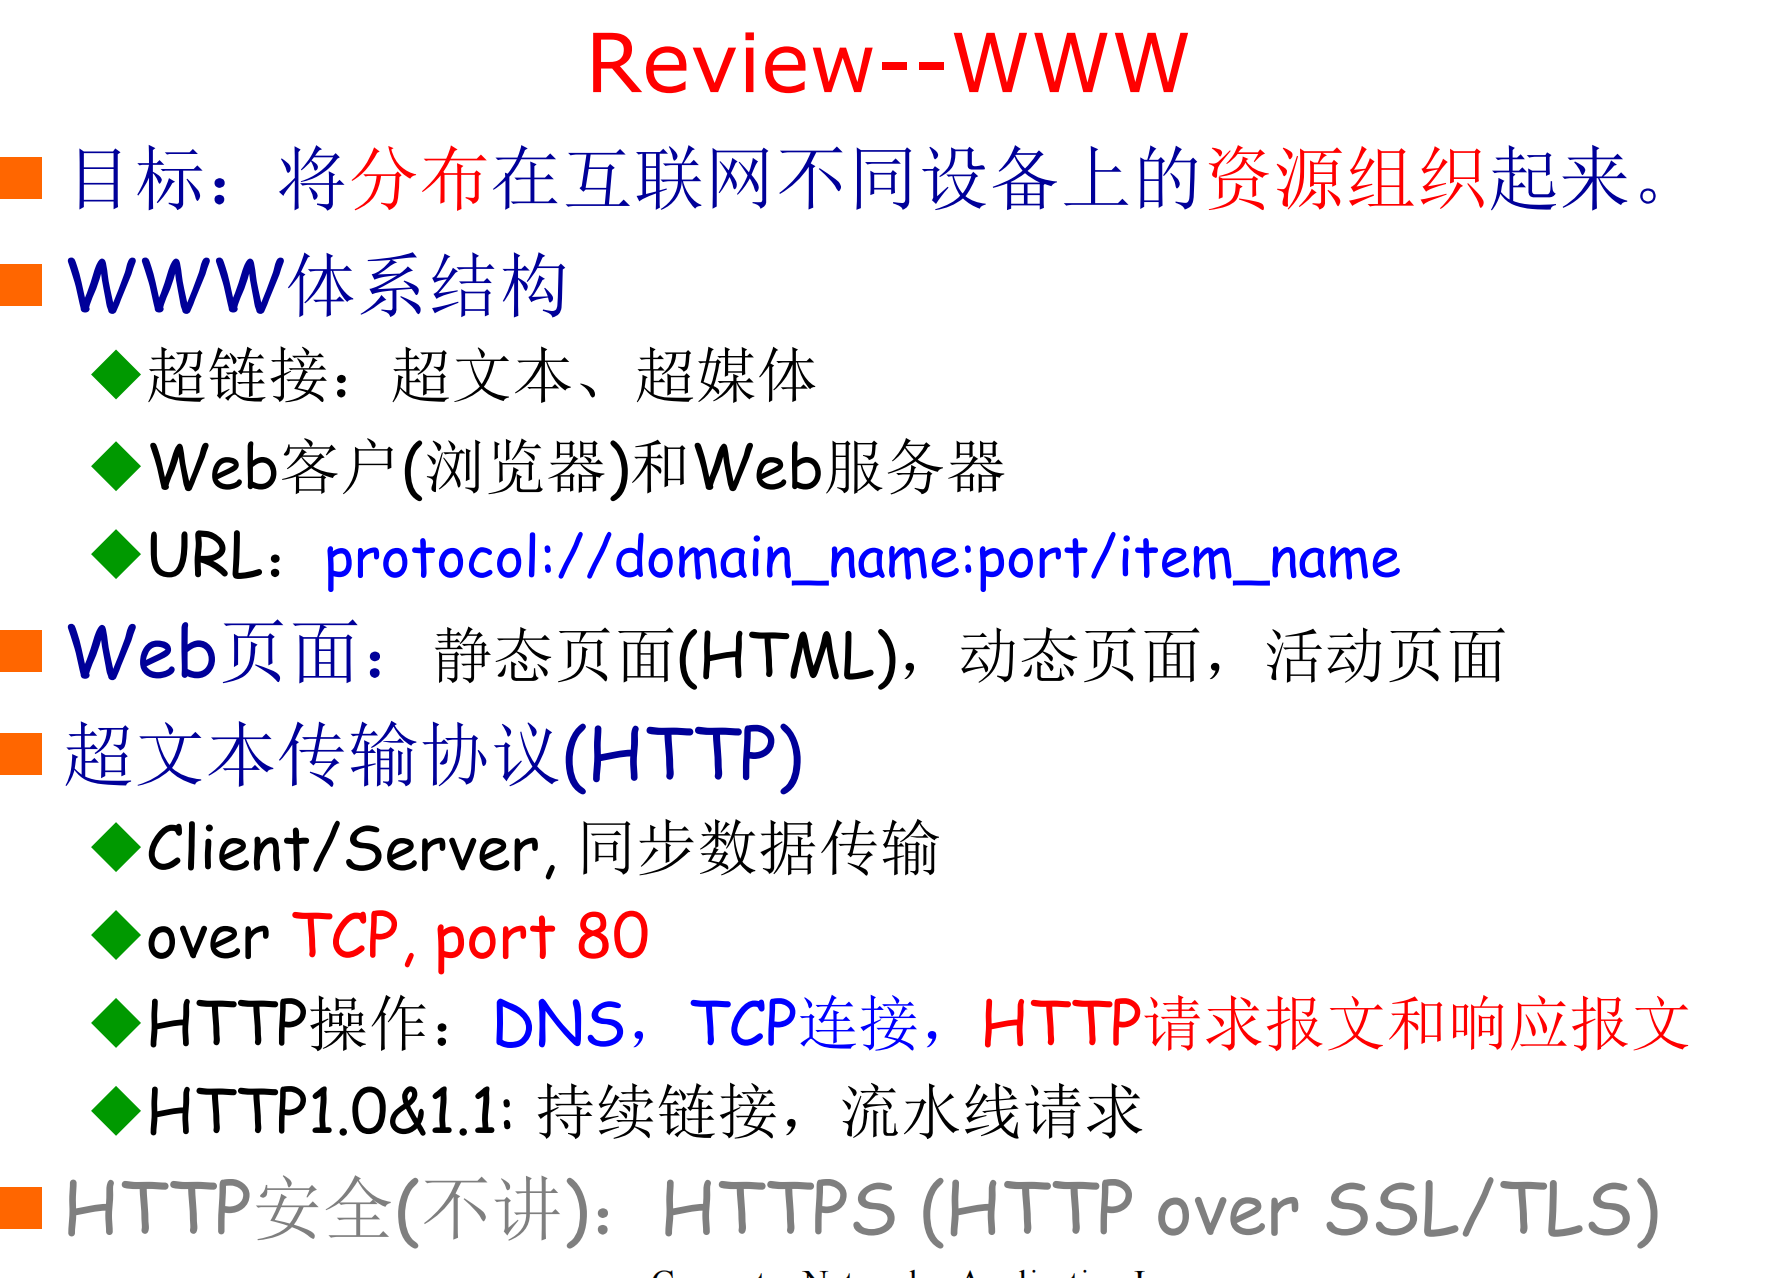 Review--WWW
目标：将分布在互联网不同设备上的资源组织起来。
WWW体系结构
超链接：超文本、超媒体
Web客户(浏览器)和Web服务器
URL：protocol://domain_name:port/item_name
Web页面：静态页面(HTML)，动态页面，活动页面
超文本传输协议(HTTP)
Client/Server, 同步数据传输
over TCP, port 80
HTTP操作：DNS，TCP连接，HTTP请求报文和响应报文
HTTP1.0&1.1: 持续链接，流水线请求
HTTP安全(不讲)：HTTPS (HTTP over SSL/TLS)